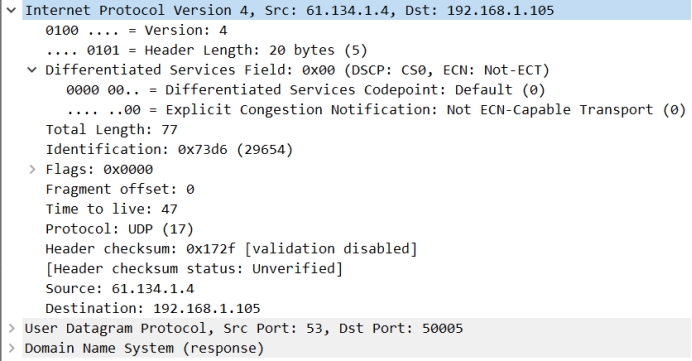 Internet Protocol Version 4, Src: 61.134.1.4, Dst: 192.168.1.105
0100 .... = Version: 4
.... 0101 = Header Length: 20 bytes (5)
Differentiated Services Field: 0x00 (DSCP: CS0, ECN: Not-ECT)
0000 00.. = Differentiated Services Codepoint: Default (0)
.... ..00 = Explicit Congestion Notification: Not ECN-Capable Transport (0)
Total Length: 77
Identification: 0x73d6 (29654)
Flags: 0x0000
Fragment offset: 0
Time to live: 47
Protocol: UDP (17)
Header checksum: 0x172f [validation disabled]
[Header checksum status: Unverified]
Source: 61.134.1.4
Destination: 192.168.1.105
User Datagram Protocol, Src Port: 53, Dst Port: 50005
Domain Name System (response)